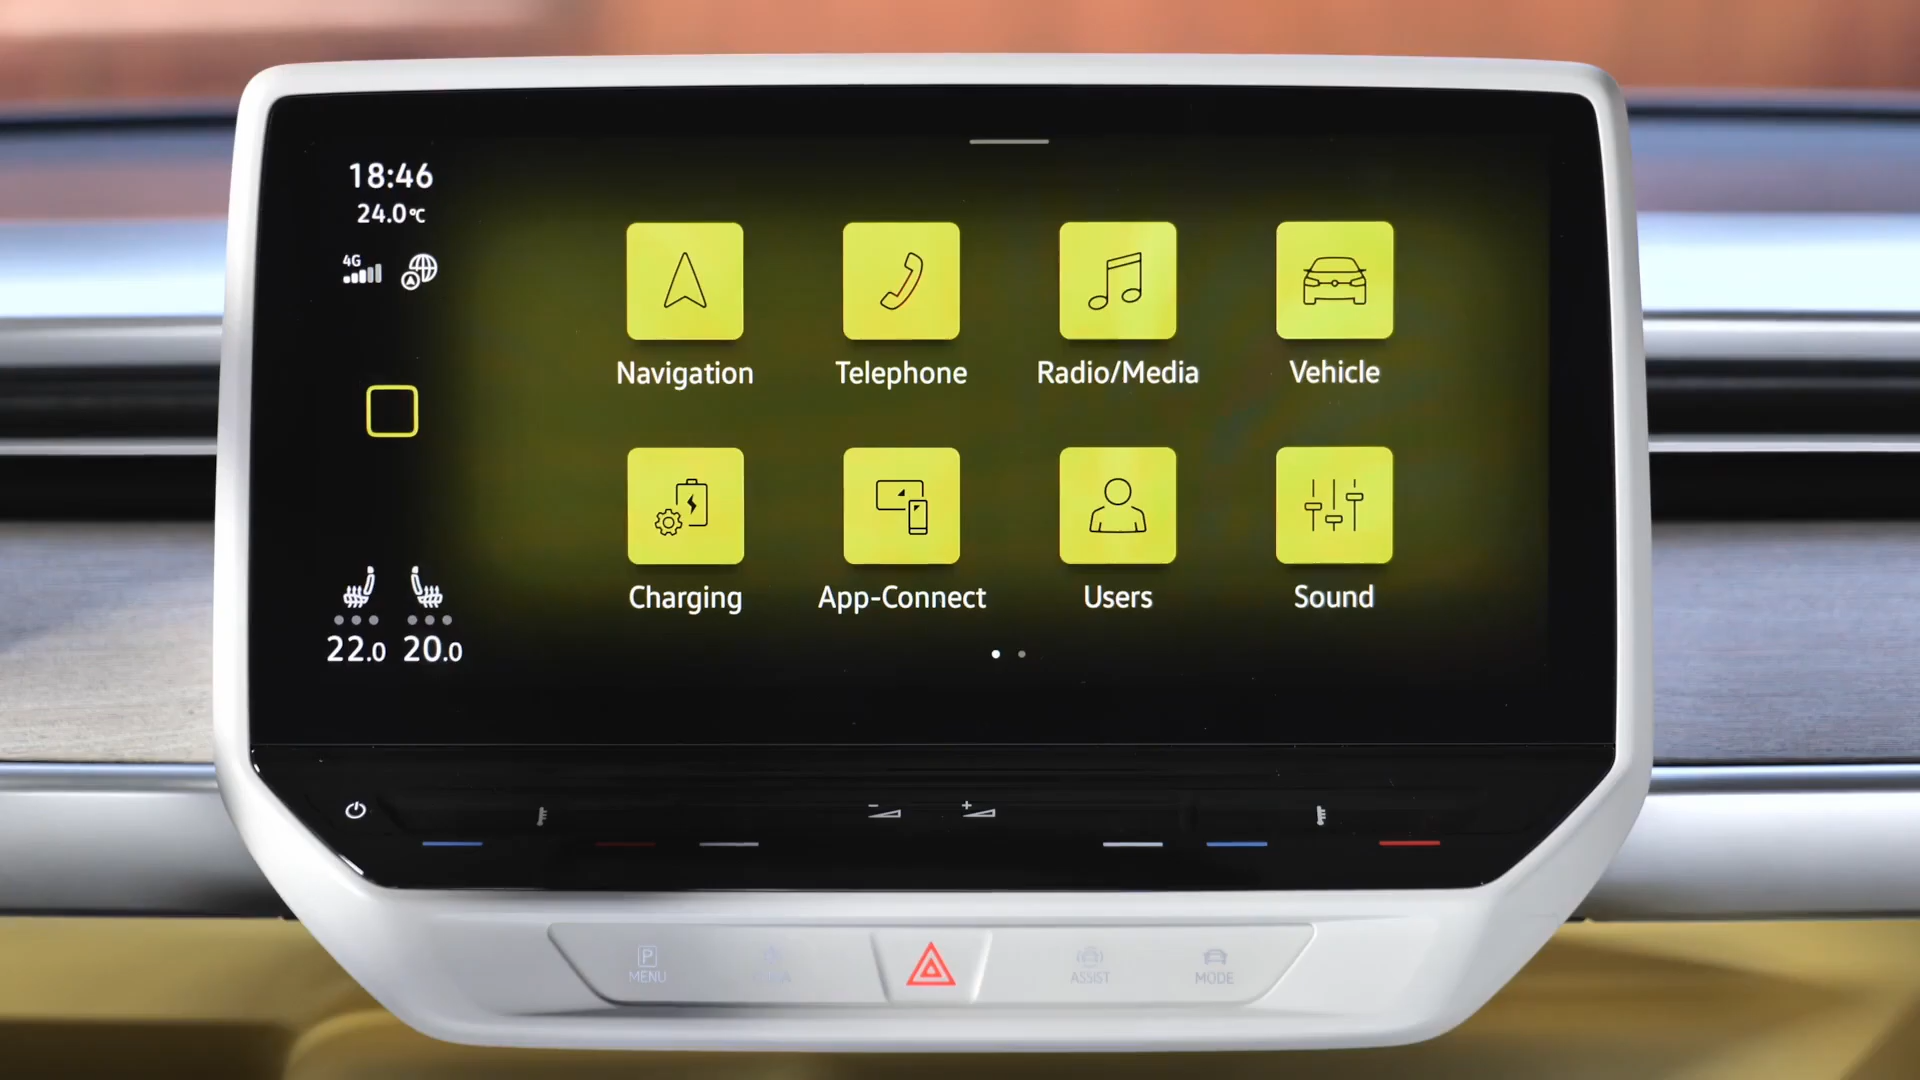 18:46
24.0°C
4G
A
Navigation
Telephone
Radio/Media
Vehicle
Charging
App-Connect
Users
Sound
22.0 20.0
- +
P
MENU
ASSIST
MODE